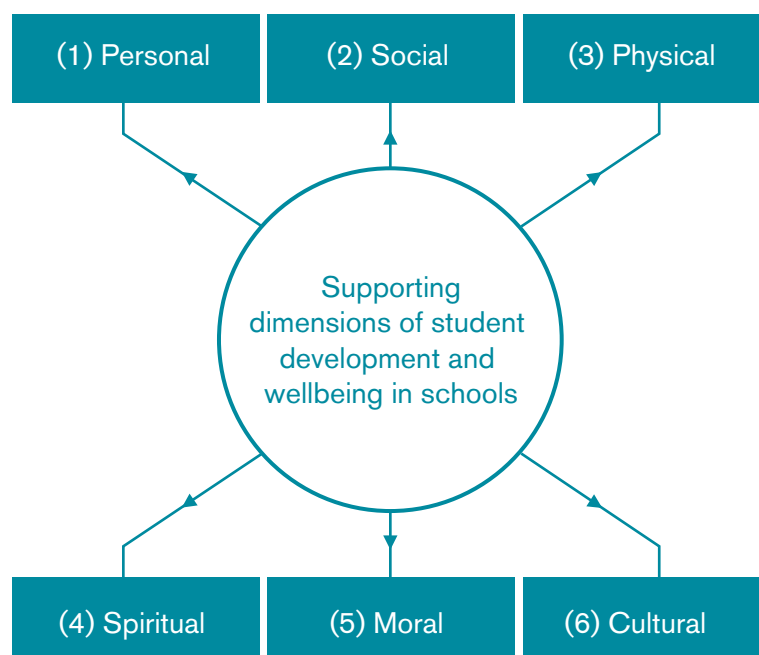 (1) Personal
(2) Social
(3) Physical
Supporting
dimensions of student
development and
wellbeing in schools
(4) Spiritual
(5) Moral
(6) Cultural